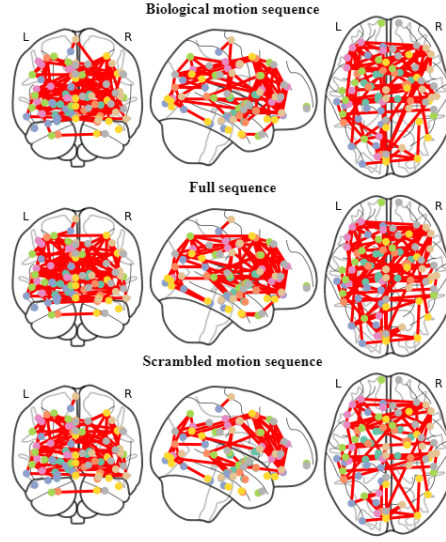 Biological motion sequence
L R L R
Full sequence
L R L R
Scrambled motion sequence
L R L R